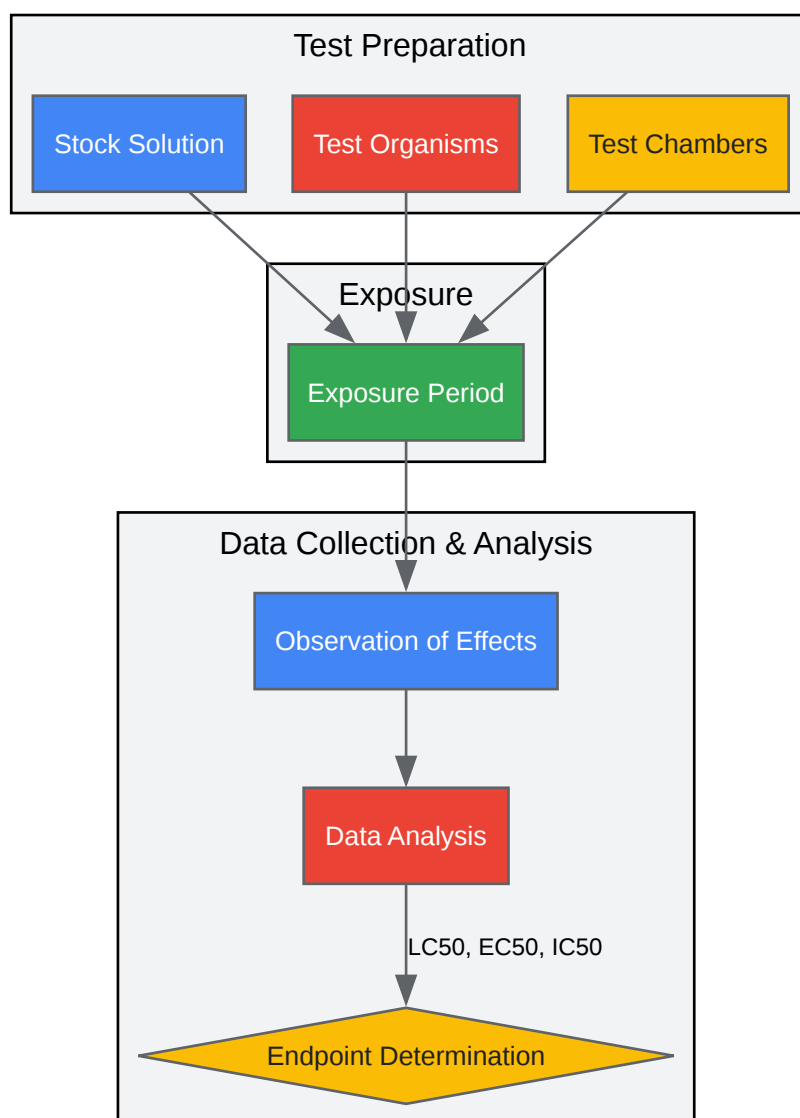 Test Preparation
Stock Solution
Test Organisms
Test Chambers
Exposure
Exposure Period
Data Collection & Analysis
Observation of Effects
Data Analysis
LC50, EC50, IC50
Endpoint Determination